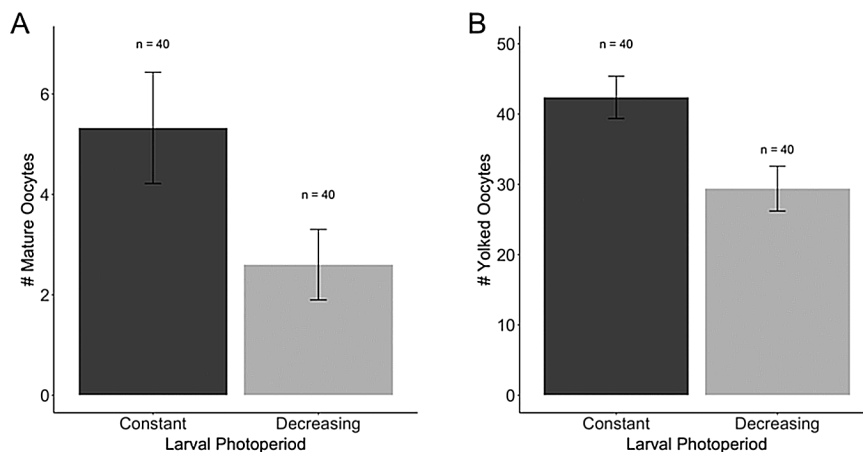 A
n = 40
n = 40
6
4
2
0
# Mature Oocytes
Constant
Decreasing
Larval Photoperiod
B
n = 40
n = 40
50
40
30
20
10
0
# Yolked Oocytes
Constant
Decreasing
Larval Photoperiod